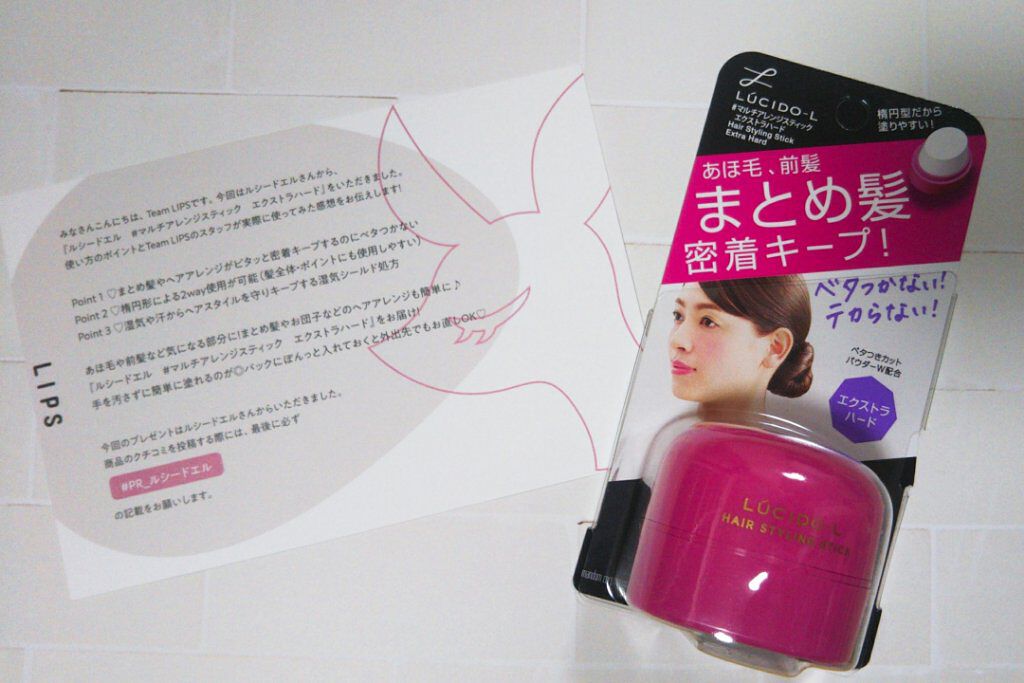 みなさんこんにちは、Team LIPSです。今回はルシードエルさんから、
『ルシードエル　#マルチアレンジスティック　エクストラハード』をいただきました。
使い方のポイントとTeam LIPSのスタッフが実際に使ってみた感想をお伝えします!
Point 1 ♡まとめ髪やヘアアレンジがピタッと密着キープするのにベタつかない
Point 2 ♡楕円形による2way使用が可能（髪全体・ポイントにも使用しやすい）
Point 3 ♡湿気や汗からヘアスタイルを守りキープする湿気シールド処方
あほ毛や前髪など気になる部分に!まとめ髪やお団子などのヘアアレンジも簡単に♪
『ルシードエル　#マルチアレンジスティック　エクストラハード』をお届け!
手を汚さずに簡単に塗れるのが◎バックにぽんっと入れておくと外出先でもお直しOK♡
今回のプレゼントはルシードエルさんからいただきました。
商品のクチコミを投稿する際には、最後に必ず
#PR_ルシードエル
の記載をお願いします。
LIPS
LÚCIDO-L
#マルチアレンジスティック
エクストラハード
Hair Styling Stick
Extra Hard
楕円型だから
塗りやすい!
あほ毛、前髪
まとめ髪
密着キープ!
ベタつかない!
テカらない!
ベタつきカット
パウダーW配合
エクストラ
ハード
LÚCIDO-L
HAIR STYLING STICK
mandom